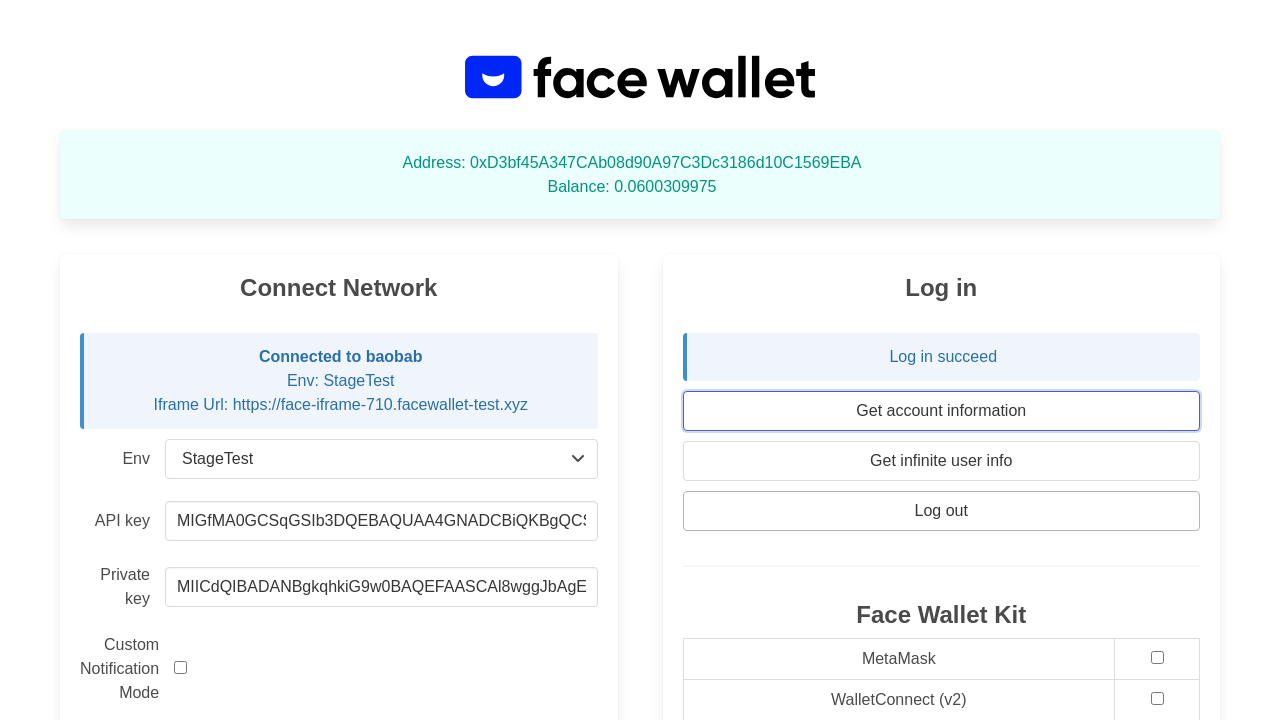 face wallet
Address: 0xD3bf45A347CAb08d90A97C3Dc3186d10C1569EBA
Balance: 0.0600309975
Connect Network
Connected to baobab
Env: StageTest
Iframe Url: https://face-iframe-710.facewallet-test.xyz
Env
StageTest
API key
MIGfMA0GCSqGSIb3DQEBAQUAA4GNADCBiQKBgQCS
Private
key
MIICdQIBADANBgkqhkiG9w0BAQEFAASCAl8wggJbAgE
Custom
Notification
Mode
Log in
Log in succeed
Get account information
Get infinite user info
Log out
Face Wallet Kit
MetaMask
WalletConnect (v2)